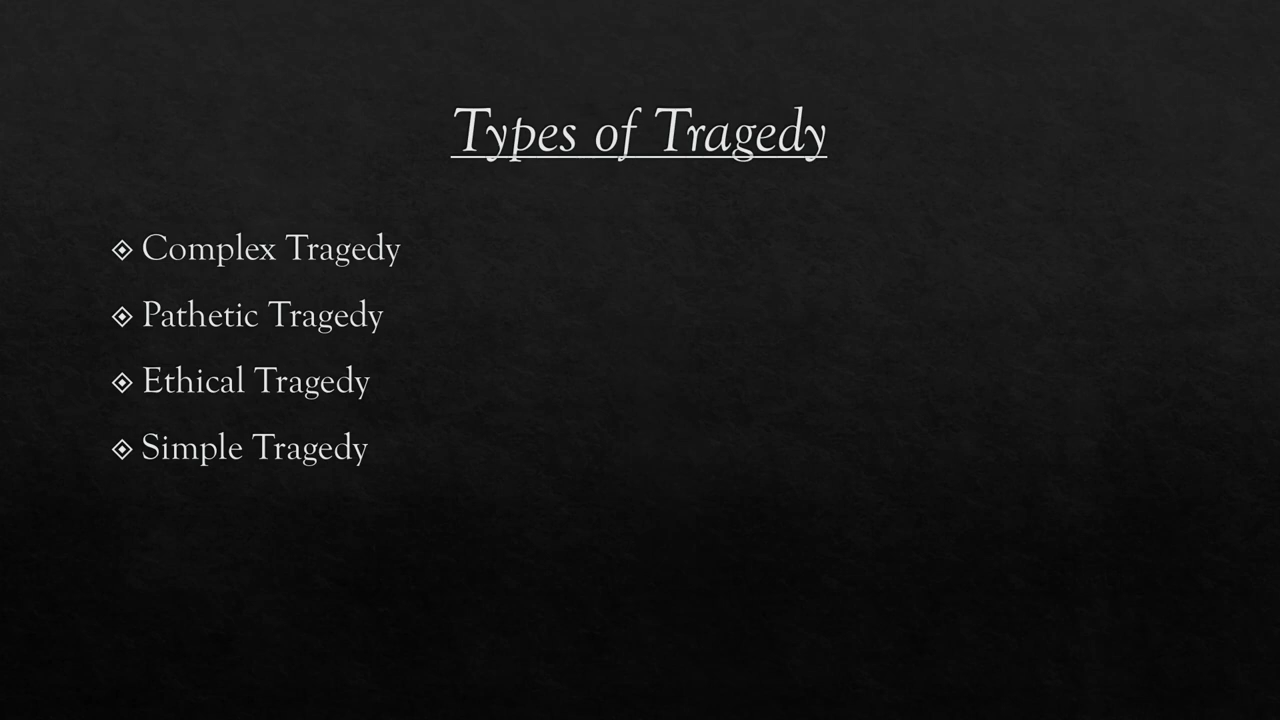 Types of Tragedy
Complex Tragedy
Pathetic Tragedy
Ethical Tragedy
Simple Tragedy